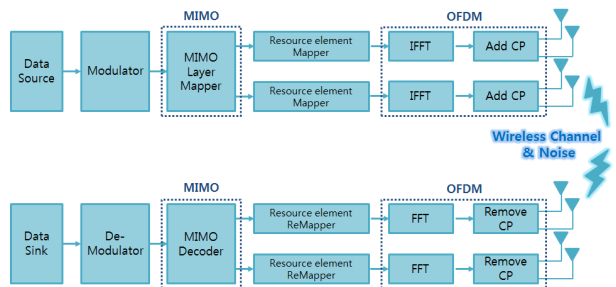 MIMO
OFDM
Data
Source
Modulator
MIMO
Layer
Mapper
Resource element
Mapper
IFFT
Add CP
Resource element
Mapper
IFFT
Add CP
Wireless Channel
& Noise
MIMO
OFDM
Data
Sink
De-
Modulator
MIMO
Decoder
Resource element
ReMapper
FFT
Remove
CP
Resource element
ReMapper
FFT
Remove
CP